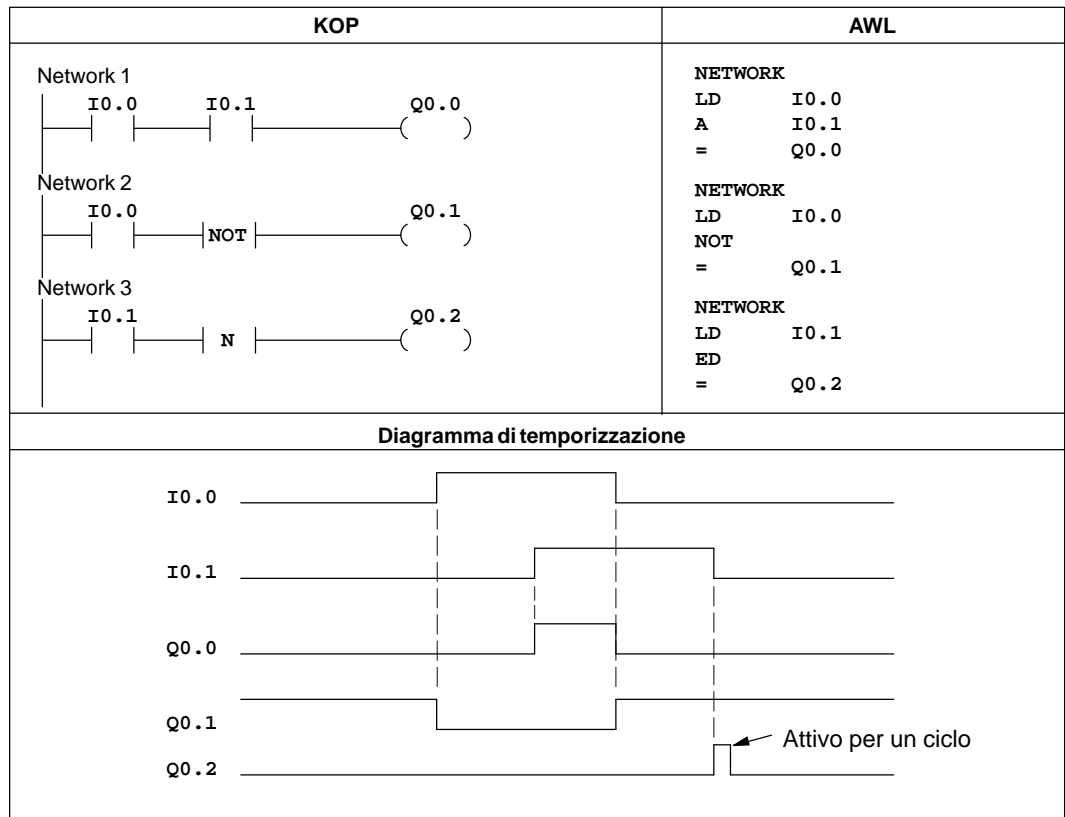 KOP
AWL
Network 1
I0.0 I0.1 Q0.0
Network 2
I0.0 Q0.1
NOT
Network 3
I0.1 Q0.2
N
NETWORK
LD I0.0
A I0.1
= Q0.0
NETWORK
LD I0.0
NOT
= Q0.1
NETWORK
LD I0.1
ED
= Q0.2
Diagramma di temporizzazione
I0.0
I0.1
Q0.0
Q0.1
Attivo per un ciclo
Q0.2